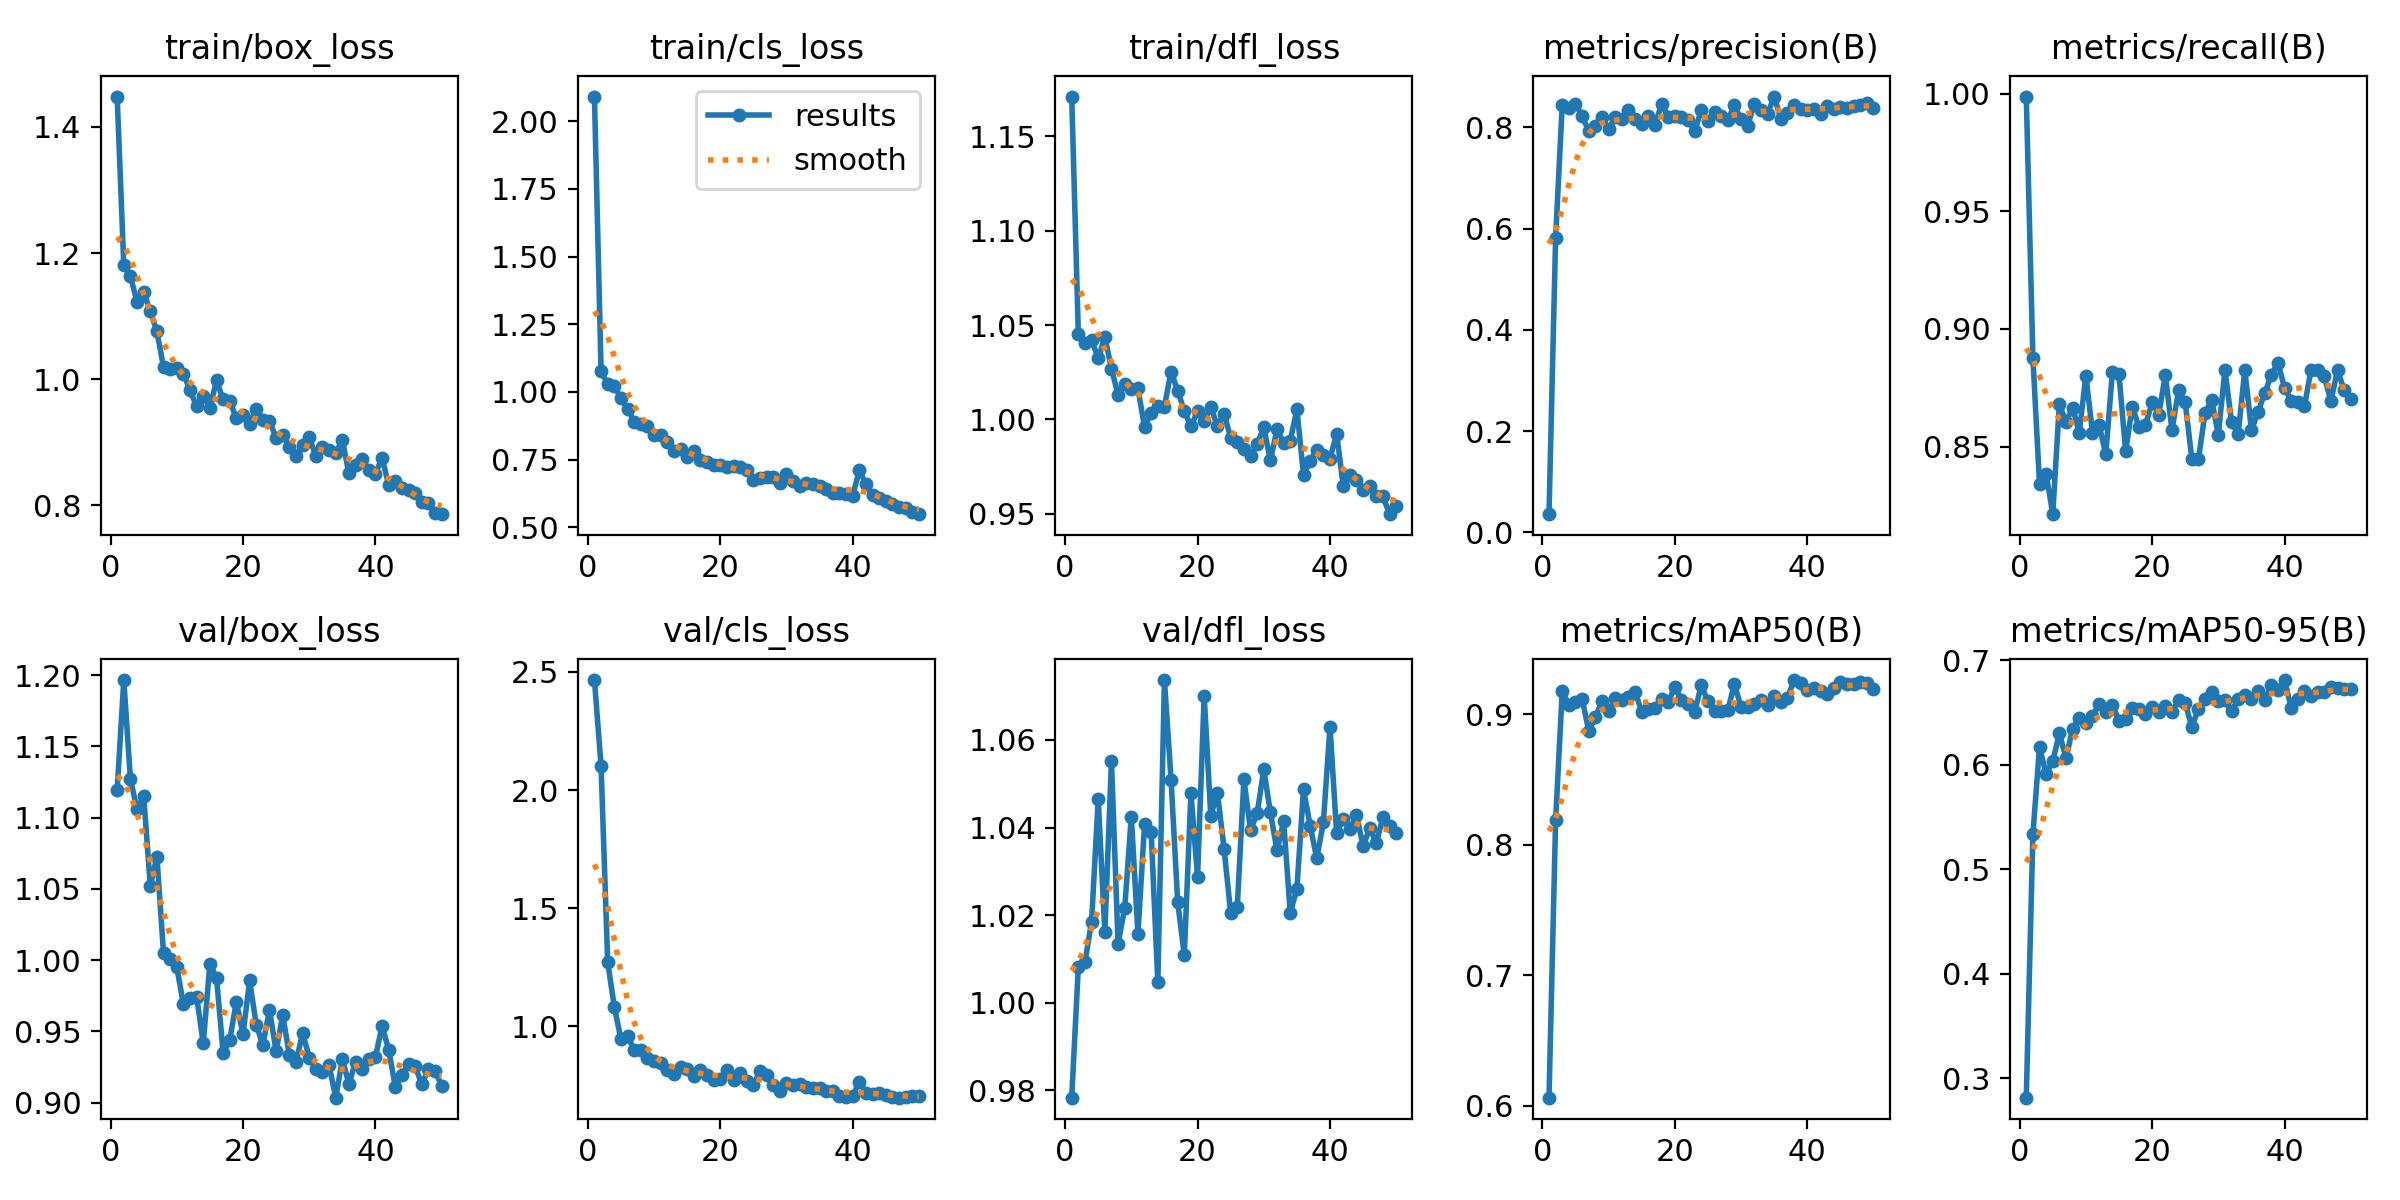 train/box_loss
train/cls_loss
train/dfl_loss
metrics/precision(B)
metrics/recall(B)
1.4
1.2
1.0
0.8
0 20 40
results
smooth
2.00
1.75
1.50
1.25
1.00
0.75
0.50
0 20 40
1.15
1.10
1.05
1.00
0.95
0 20 40
0.8
0.6
0.4
0.2
0.0
0 20 40
1.00
0.95
0.90
0.85
0 20 40
val/box_loss
val/cls_loss
val/dfl_loss
metrics/mAP50(B)
metrics/mAP50-95(B)
1.20
1.15
1.10
1.05
1.00
0.95
0.90
0 20 40
2.5
2.0
1.5
1.0
0 20 40
1.06
1.04
1.02
1.00
0.98
0 20 40
0.9
0.8
0.7
0.6
0 20 40
0.7
0.6
0.5
0.4
0.3
0 20 40